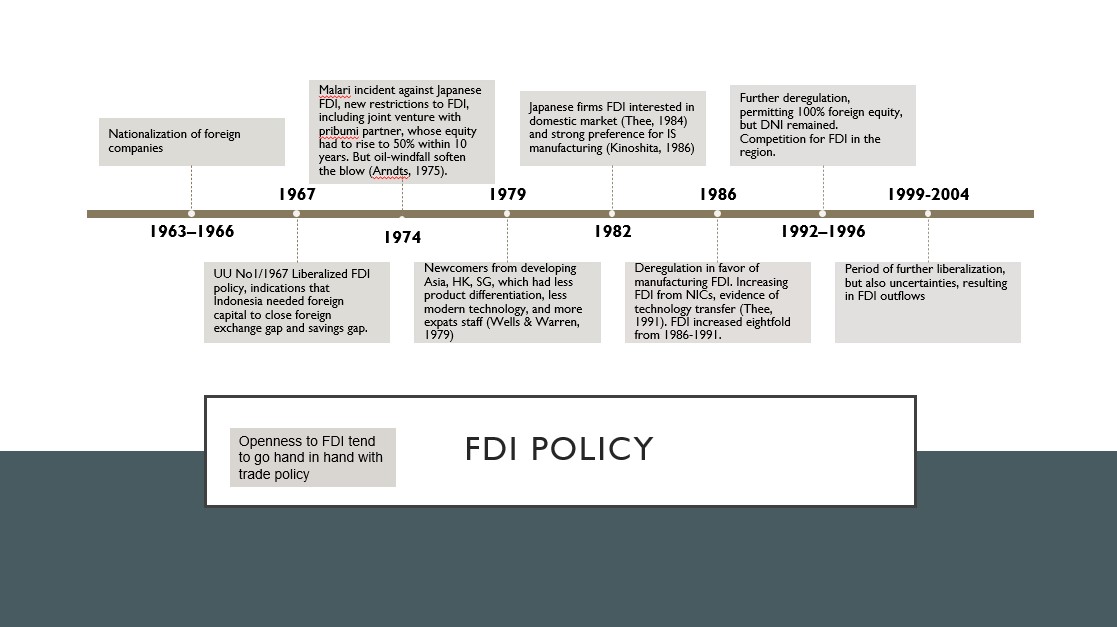 Nationalization of foreign
companies
Malari incident against Japanese
FDI, new restrictions to FDI,
including joint venture with
pribumi partner, whose equity
had to rise to 50% within 10
years. But oil-windfall soften
the blow (Arndts, 1975).
Japanese firms FDI interested in
domestic market (Thee, 1984)
and strong preference for IS
manufacturing (Kinoshita, 1986)
Further deregulation,
permitting 100% foreign equity,
but DNI remained.
Competition for FDI in the
region.
1967
1979
1986
1999-2004
1963–1966
1974
1982
1992–1996
UU No1/1967 Liberalized FDI
policy, indications that
Indonesia needed foreign
capital to close foreign
exchange gap and savings gap.
Newcomers from developing
Asia, HK, SG, which had less
product differentiation, less
modern technology, and more
expats staff (Wells & Warren,
1979)
Deregulation in favor of
manufacturing FDI. Increasing
FDI from NICs, evidence of
technology transfer (Thee,
1991). FDI increased eightfold
from 1986-1991.
Period of further liberalization,
but also uncertainties, resulting
in FDI outflows
Openness to FDI tend
to go hand in hand with
trade policy
FDI POLICY